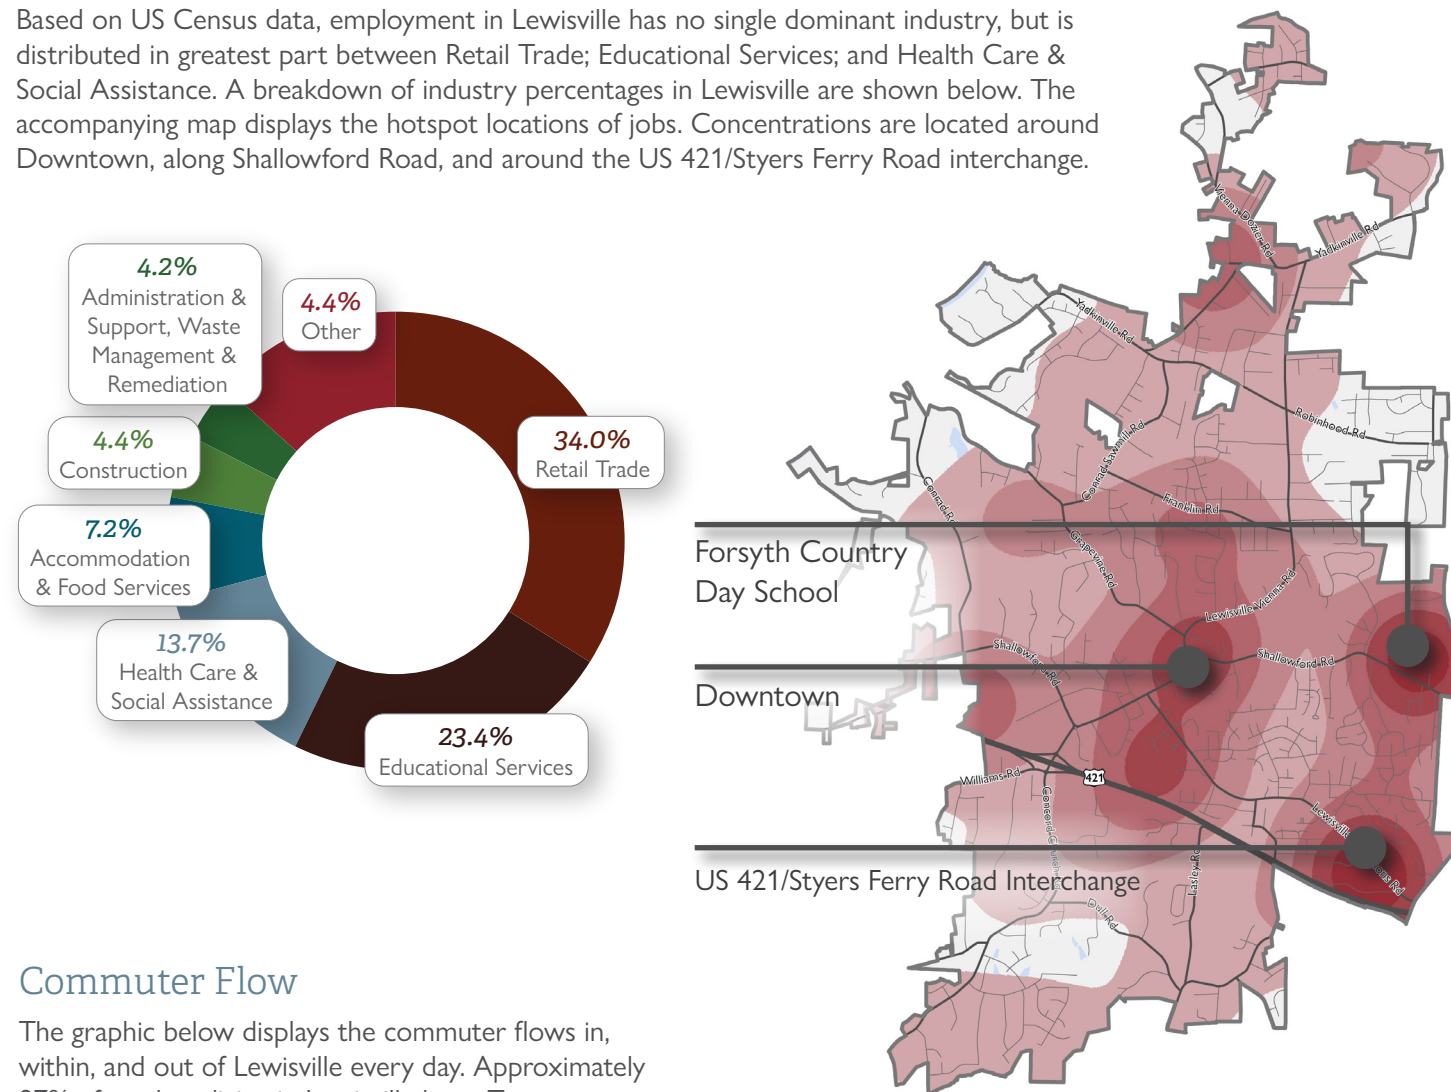 Based on US Census data, employment in Lewisville has no single dominant industry, but is
distributed in greatest part between Retail Trade; Educational Services; and Health Care &
Social Assistance. A breakdown of industry percentages in Lewisville are shown below. The
accompanying map displays the hotspot locations of jobs. Concentrations are located around
Downtown, along Shallowford Road, and around the US 421/Styers Ferry Road interchange.
4.2%
Administration &
Support, Waste
Management &
Remediation
4.4%
Other
4.4%
Construction
34.0%
Retail Trade
7.2%
Accommodation
& Food Services
13.7%
Health Care &
Social Assistance
23.4%
Educational Services
Vienna Dozier Rd
Yadkinville Rd
Yadkinville Rd
Robinhood Rd
Conrad Sawmill Rd
Conrad Rd
Franklin Rd
Grapevine Rd
Forsyth Country
Day School
Lewisville Vienna Rd
Shallowford Rd
Shallowford Rd
Downtown
Williams Rd
421
Concord Church
Lewisville
ons Rd
Lasley Rd
US 421/Styers Ferry Road Interchange
Dull Rd
Commuter Flow
The graphic below displays the commuter flows in,
within, and out of Lewisville every day. Approximately